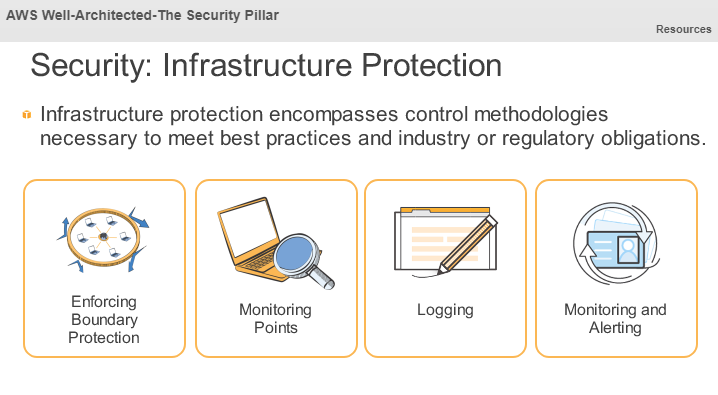 AWS Well-Architected-The Security Pillar
Resources
Security: Infrastructure Protection
Infrastructure protection encompasses control methodologies
necessary to meet best practices and industry or regulatory obligations.
Enforcing
Boundary
Protection
Monitoring
Points
Logging
Monitoring and
Alerting